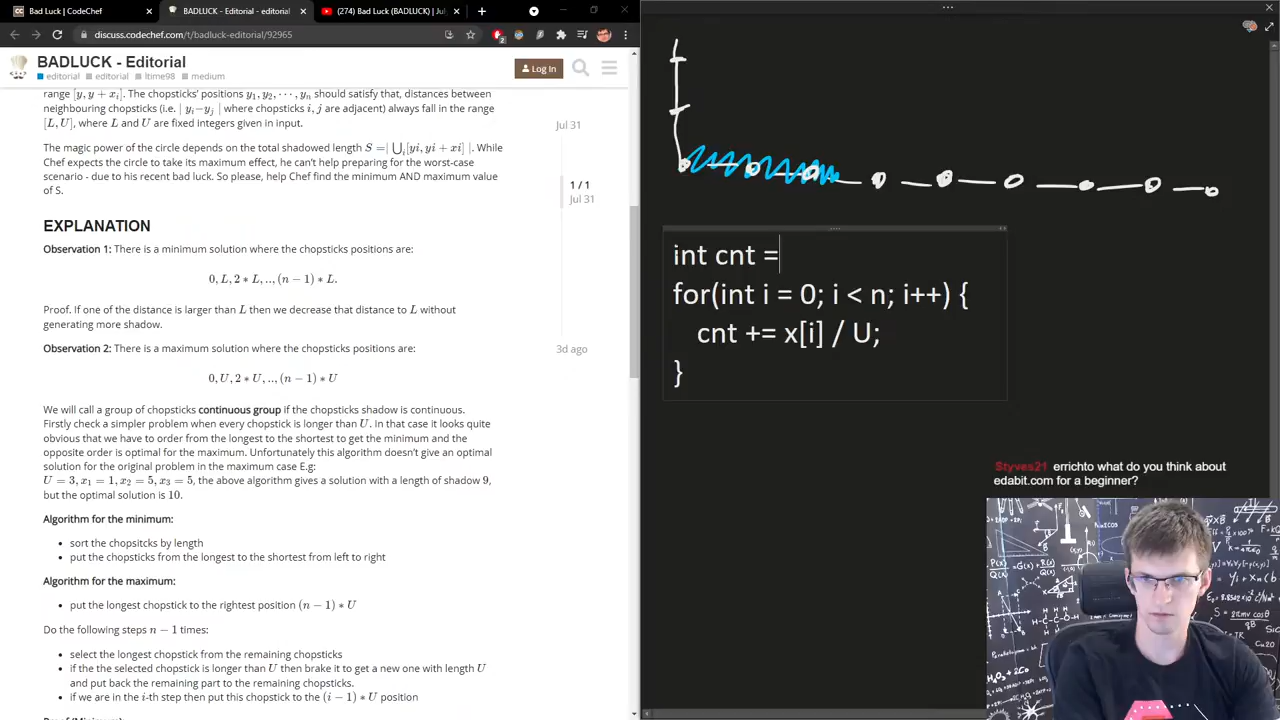 Bad Luck | CodeChef
BADLUCK - Editorial - editorial
(274) Bad Luck (BADLUCK) | Jul
discuss.codechef.com/t/badluck-editorial/92965
BADLUCK - Editorial
editorial editorial ltime98 medium
Log In
range [y, y + xi]. The chopsticks' positions y1, y2, ⋯, yn should satisfy that, distances between
neighbouring chopsticks (i.e. | yi−yj | where chopsticks i, j are adjacent) always fall in the range
[L, U], where L and U are fixed integers given in input.
The magic power of the circle depends on the total shadowed length S =| ⋃i[yi, yi + xi] |. While
Chef expects the circle to take its maximum effect, he can't help preparing for the worst-case
scenario - due to his recent bad luck. So please, help Chef find the minimum AND maximum value
of S.
EXPLANATION
Observation 1: There is a minimum solution where the chopsticks positions are:
0, L, 2 ∗ L, .., (n − 1) ∗ L.
Proof. If one of the distance is larger than L then we decrease that distance to L without
generating more shadow.
Observation 2: There is a maximum solution where the chopsticks positions are:
0, U, 2 ∗ U, .., (n − 1) ∗ U
We will call a group of chopsticks continuous group if the chopsticks shadow is continuous.
Firstly check a simpler problem when every chopstick is longer than U. In that case it looks quite
obvious that we have to order from the longest to the shortest to get the minimum and the
opposite order is optimal for the maximum. Unfortunately this algorithm doesn't give an optimal
solution for the original problem in the maximum case E.g:
U = 3, x1 = 1, x2 = 5, x3 = 5, the above algorithm gives a solution with a length of shadow 9,
but the optimal solution is 10.
Algorithm for the minimum:
• sort the chopsitcks by length
• put the chopsticks from the longest to the shortest from left to right
Algorithm for the maximum:
• put the longest chopstick to the rightest position (n − 1) ∗ U
Do the following steps n − 1 times:
• select the longest chopstick from the remaining chopsticks
• if the the selected chopstick is longer than U then brake it to get a new one with length U
and put back the remaining part to the remaining chopsticks.
• if we are in the i-th step then put this chopstick to the (i − 1) ∗ U position
Jul 31
1 / 1
Jul 31
3d ago
int cnt =
for(int i = 0; i < n; i++) {
cnt += x[i] / U;
}
Styves21 errichto what do you think about
edabit.com for a beginner?